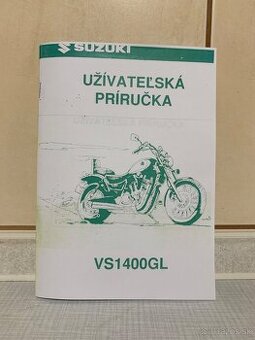 SUZUKI
UŽÍVATEĽSKÁ
PRÍRUČKA
VS1400GL